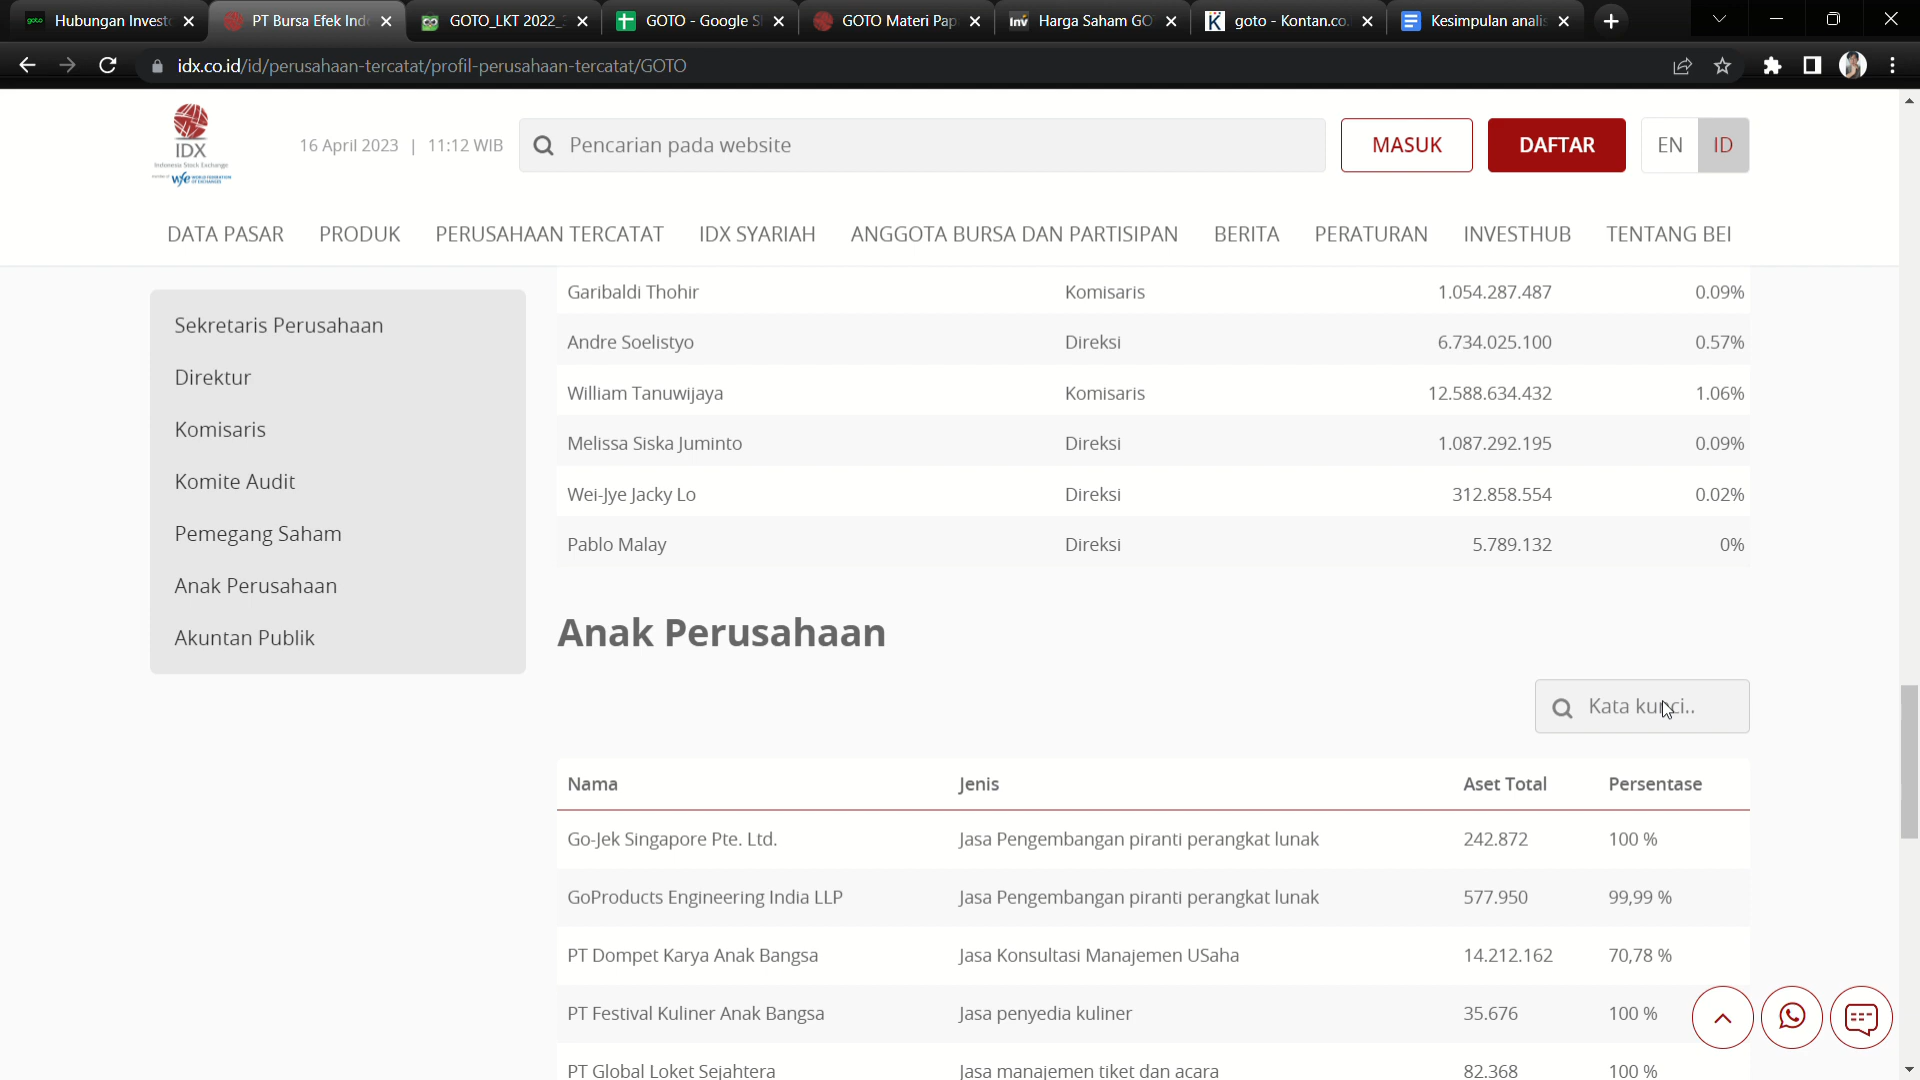 Hubungan Invest
PT Bursa Efek Ind
GOTO_LKT 2022_
GOTO - Google S
GOTO Materi Pap
Inv
Harga Saham GO
goto - Kontan.co.
Kesimpulan analis
idx.co.id/id/perusahaan-tercatat/profil-perusahaan-tercatat/GOTO
IDX
Indonesia Stock Exchange
16 April 2023 | 11:12 WIB
Pencarian pada website
MASUK
DAFTAR
EN
ID
DATA PASAR
PRODUK
PERUSAHAAN TERCATAT
IDX SYARIAH
ANGGOTA BURSA DAN PARTISIPAN
BERITA
PERATURAN
INVESTHUB
TENTANG BEI
Sekretaris Perusahaan
Direktur
Komisaris
Komite Audit
Pemegang Saham
Anak Perusahaan
Akuntan Publik
Garibaldi Thohir Komisaris 1.054.287.487 0.09%
Andre Soelistyo Direksi 6.734.025.100 0.57%
William Tanuwijaya Komisaris 12.588.634.432 1.06%
Melissa Siska Juminto Direksi 1.087.292.195 0.09%
Wei-Jye Jacky Lo Direksi 312.858.554 0.02%
Pablo Malay Direksi 5.789.132 0%
Anak Perusahaan
Kata kunci..
Nama Jenis Aset Total Persentase
Go-Jek Singapore Pte. Ltd. Jasa Pengembangan piranti perangkat lunak 242.872 100 %
GoProducts Engineering India LLP Jasa Pengembangan piranti perangkat lunak 577.950 99,99 %
PT Dompet Karya Anak Bangsa Jasa Konsultasi Manajemen USaha 14.212.162 70,78 %
PT Festival Kuliner Anak Bangsa Jasa penyedia kuliner 35.676 100 %
PT Global Loket Sejahtera Jasa manajemen tiket dan acara 82.368 100 %